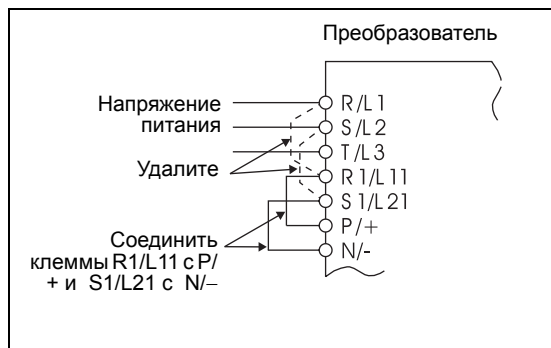 Преобразователь
Напряжение
питания
Удалите
Соединить
клеммы R1/L11 с P/
+ и S1/L21 с N/–
R/L1
S/L2
T/L3
R1/L11
S1/L21
P/+
N/-